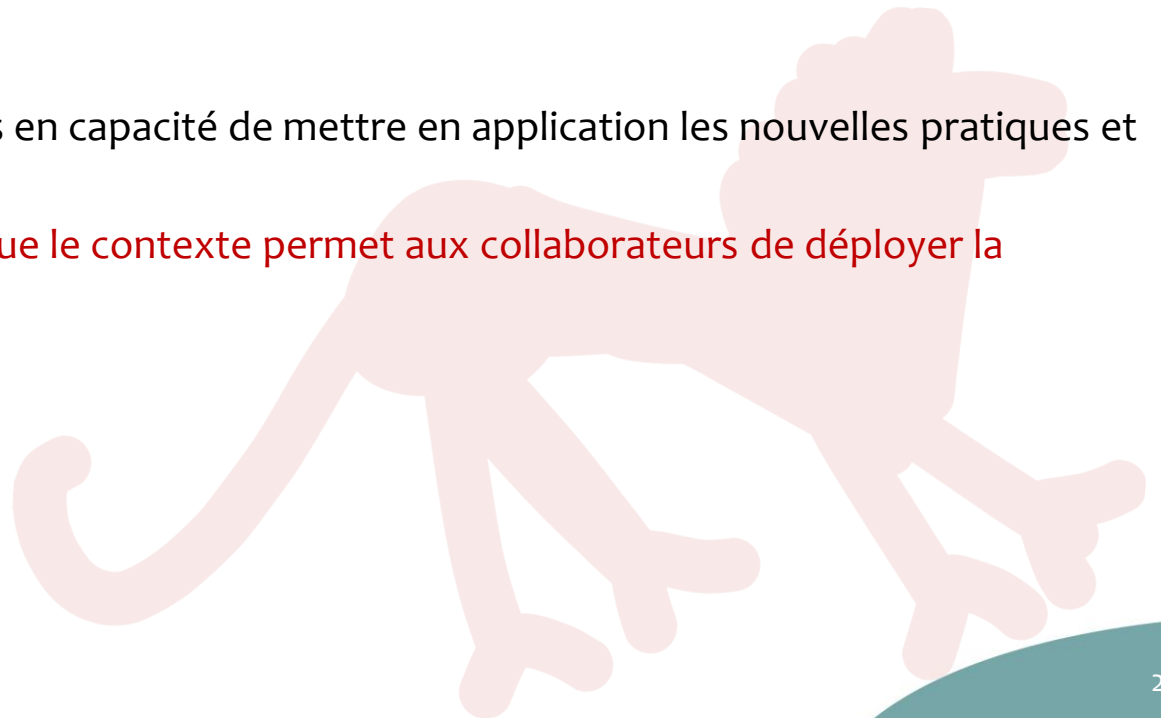 s en capacité de mettre en application les nouvelles pratiques et
ue le contexte permet aux collaborateurs de déployer la
2